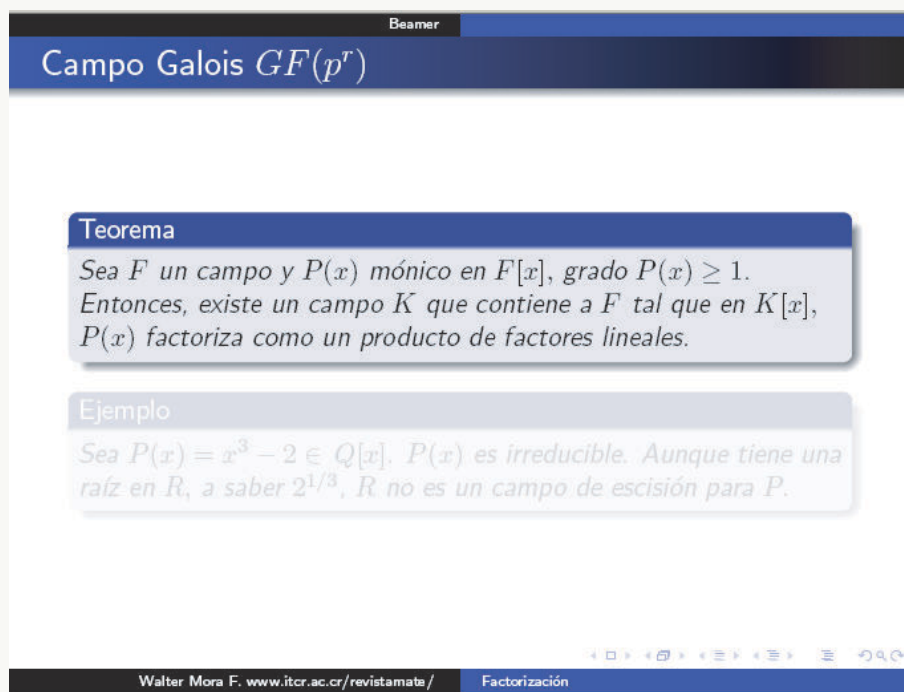 Beamer
Campo Galois $GF(p^r)$
Teorema
Sea $F$ un campo y $P(x)$ mónico en $F[x]$, grado $P(x) \geq 1$.
Entonces, existe un campo $K$ que contiene a $F$ tal que en $K[x]$,
$P(x)$ factoriza como un producto de factores lineales.
Ejemplo
Sea $P(x) = x^3 - 2 \in Q[x]$. $P(x)$ es irreducible. Aunque tiene una
raíz en $R$, a saber $2^{1/3}$, $R$ no es un campo de escisión para $P$.
Walter Mora F. www.itcr.ac.cr/revistamate/ Factorización